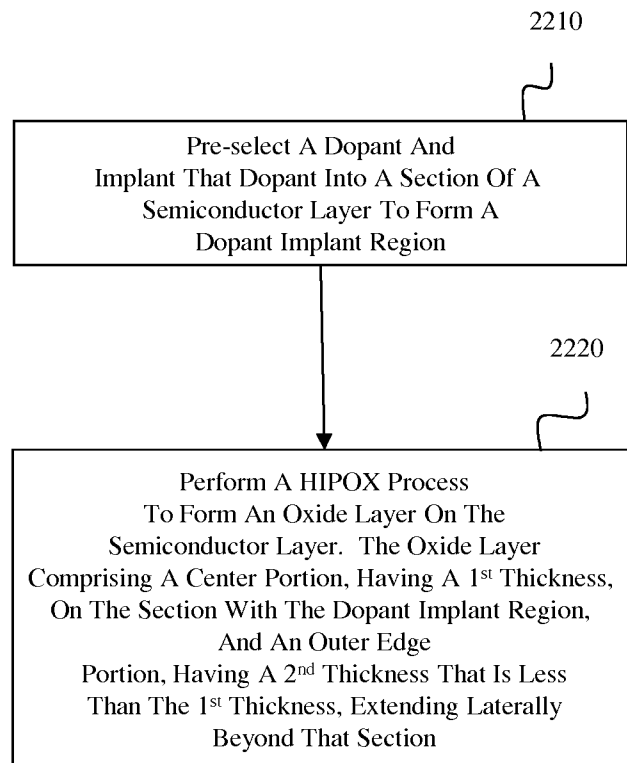 2210
Pre-select A Dopant And
Implant That Dopant Into A Section Of A
Semiconductor Layer To Form A
Dopant Implant Region
2220
Perform A HIPOX Process
To Form An Oxide Layer On The
Semiconductor Layer. The Oxide Layer
Comprising A Center Portion, Having A 1st Thickness,
On The Section With The Dopant Implant Region,
And An Outer Edge
Portion, Having A 2nd Thickness That Is Less
Than The 1st Thickness, Extending Laterally
Beyond That Section